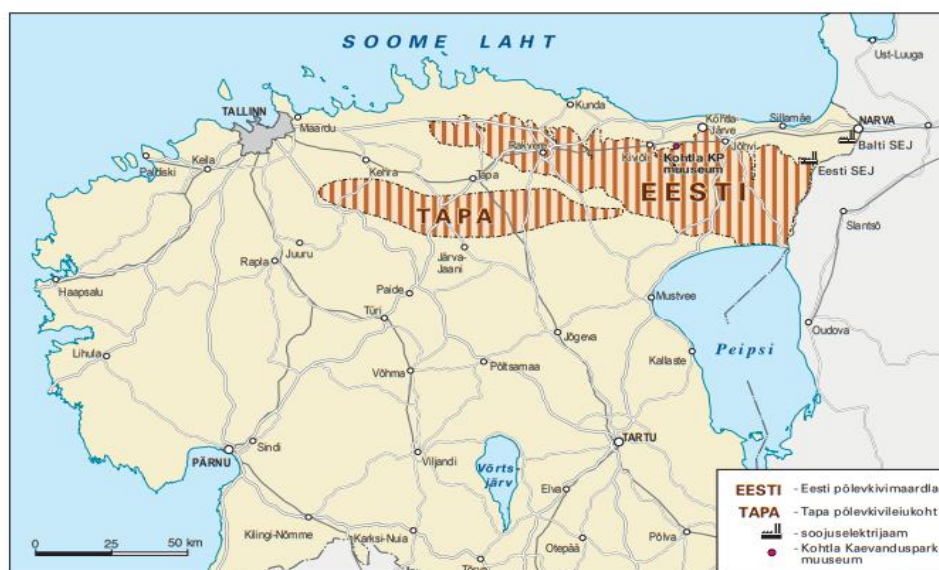 SOOME LAHT
Ust-Luuga
TALLINN
Maardu
Kunda
Kohtla-
Järve
Sillamäe
NARVA
Balti SEJ
Eesti SEJ
Paldiski
Keila
Kehra
Tapa
Rakvere
Kiviõli
Jõhvi
Kohtla KP
muuseum
EESTI
TAPA
Slantsõ
Juuru
Rapla
Järva-
Jaani
Haapsalu
Paide
Türi
Mustvee
Oudova
Lihula
Võhma
Põltsamaa
Jõgeva
Kallaste
Peipsi
Sindi
PÄRNU
Viljandi
Võrts-
järv
TARTU
Elva
Kilingi-Nõmme
Karksi-Nuia
Otepää
Põlva
Tõrva
0 25 50 km
EESTI - Eesti põlevkivimaardla
TAPA - Tapa põlevkivileiukoht
- soojuselektrijaam
- Kohtla Kaevanduspark
muuseum